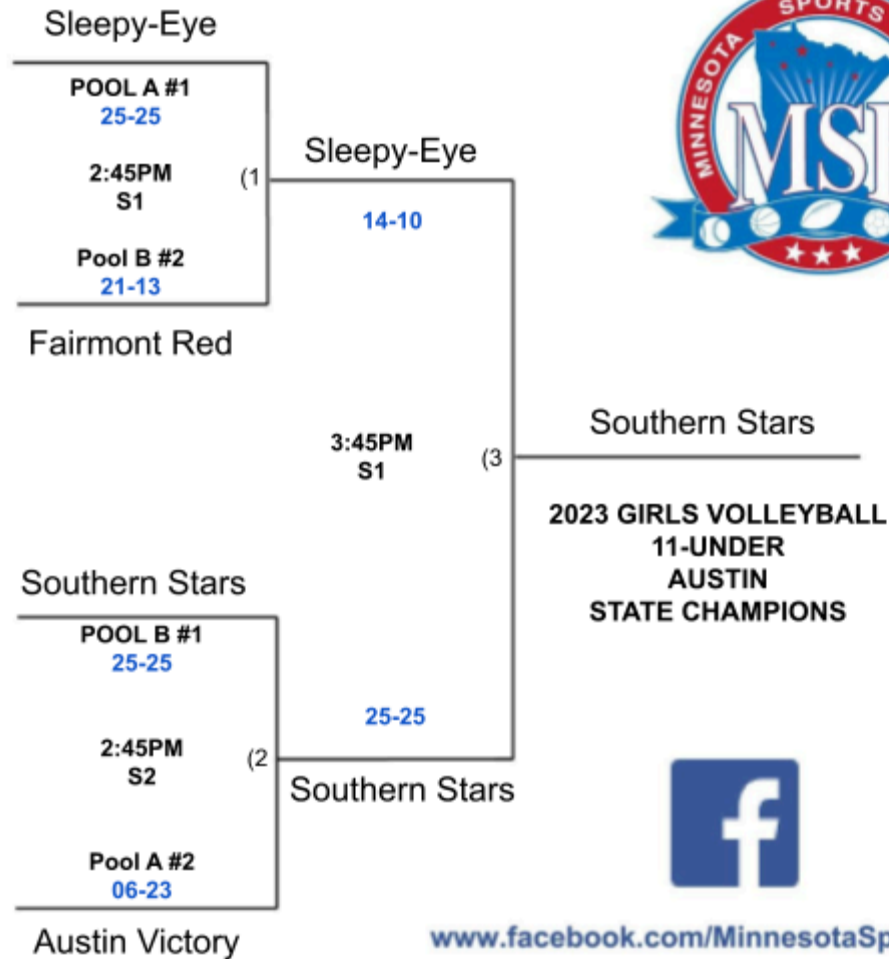 Sleepy-Eye
POOL A #1
25-25
2:45PM
S1
(1
Pool B #2
21-13
Fairmont Red
Sleepy-Eye
14-10
3:45PM
S1
(3
Southern Stars
POOL B #1
25-25
2:45PM
S2
(2
Pool A #2
06-23
Austin Victory
25-25
Southern Stars
Southern Stars
2023 GIRLS VOLLEYBALL
11-UNDER
AUSTIN
STATE CHAMPIONS
MINNESOTA SPORTS
MS
f
www.facebook.com/MinnesotaSp